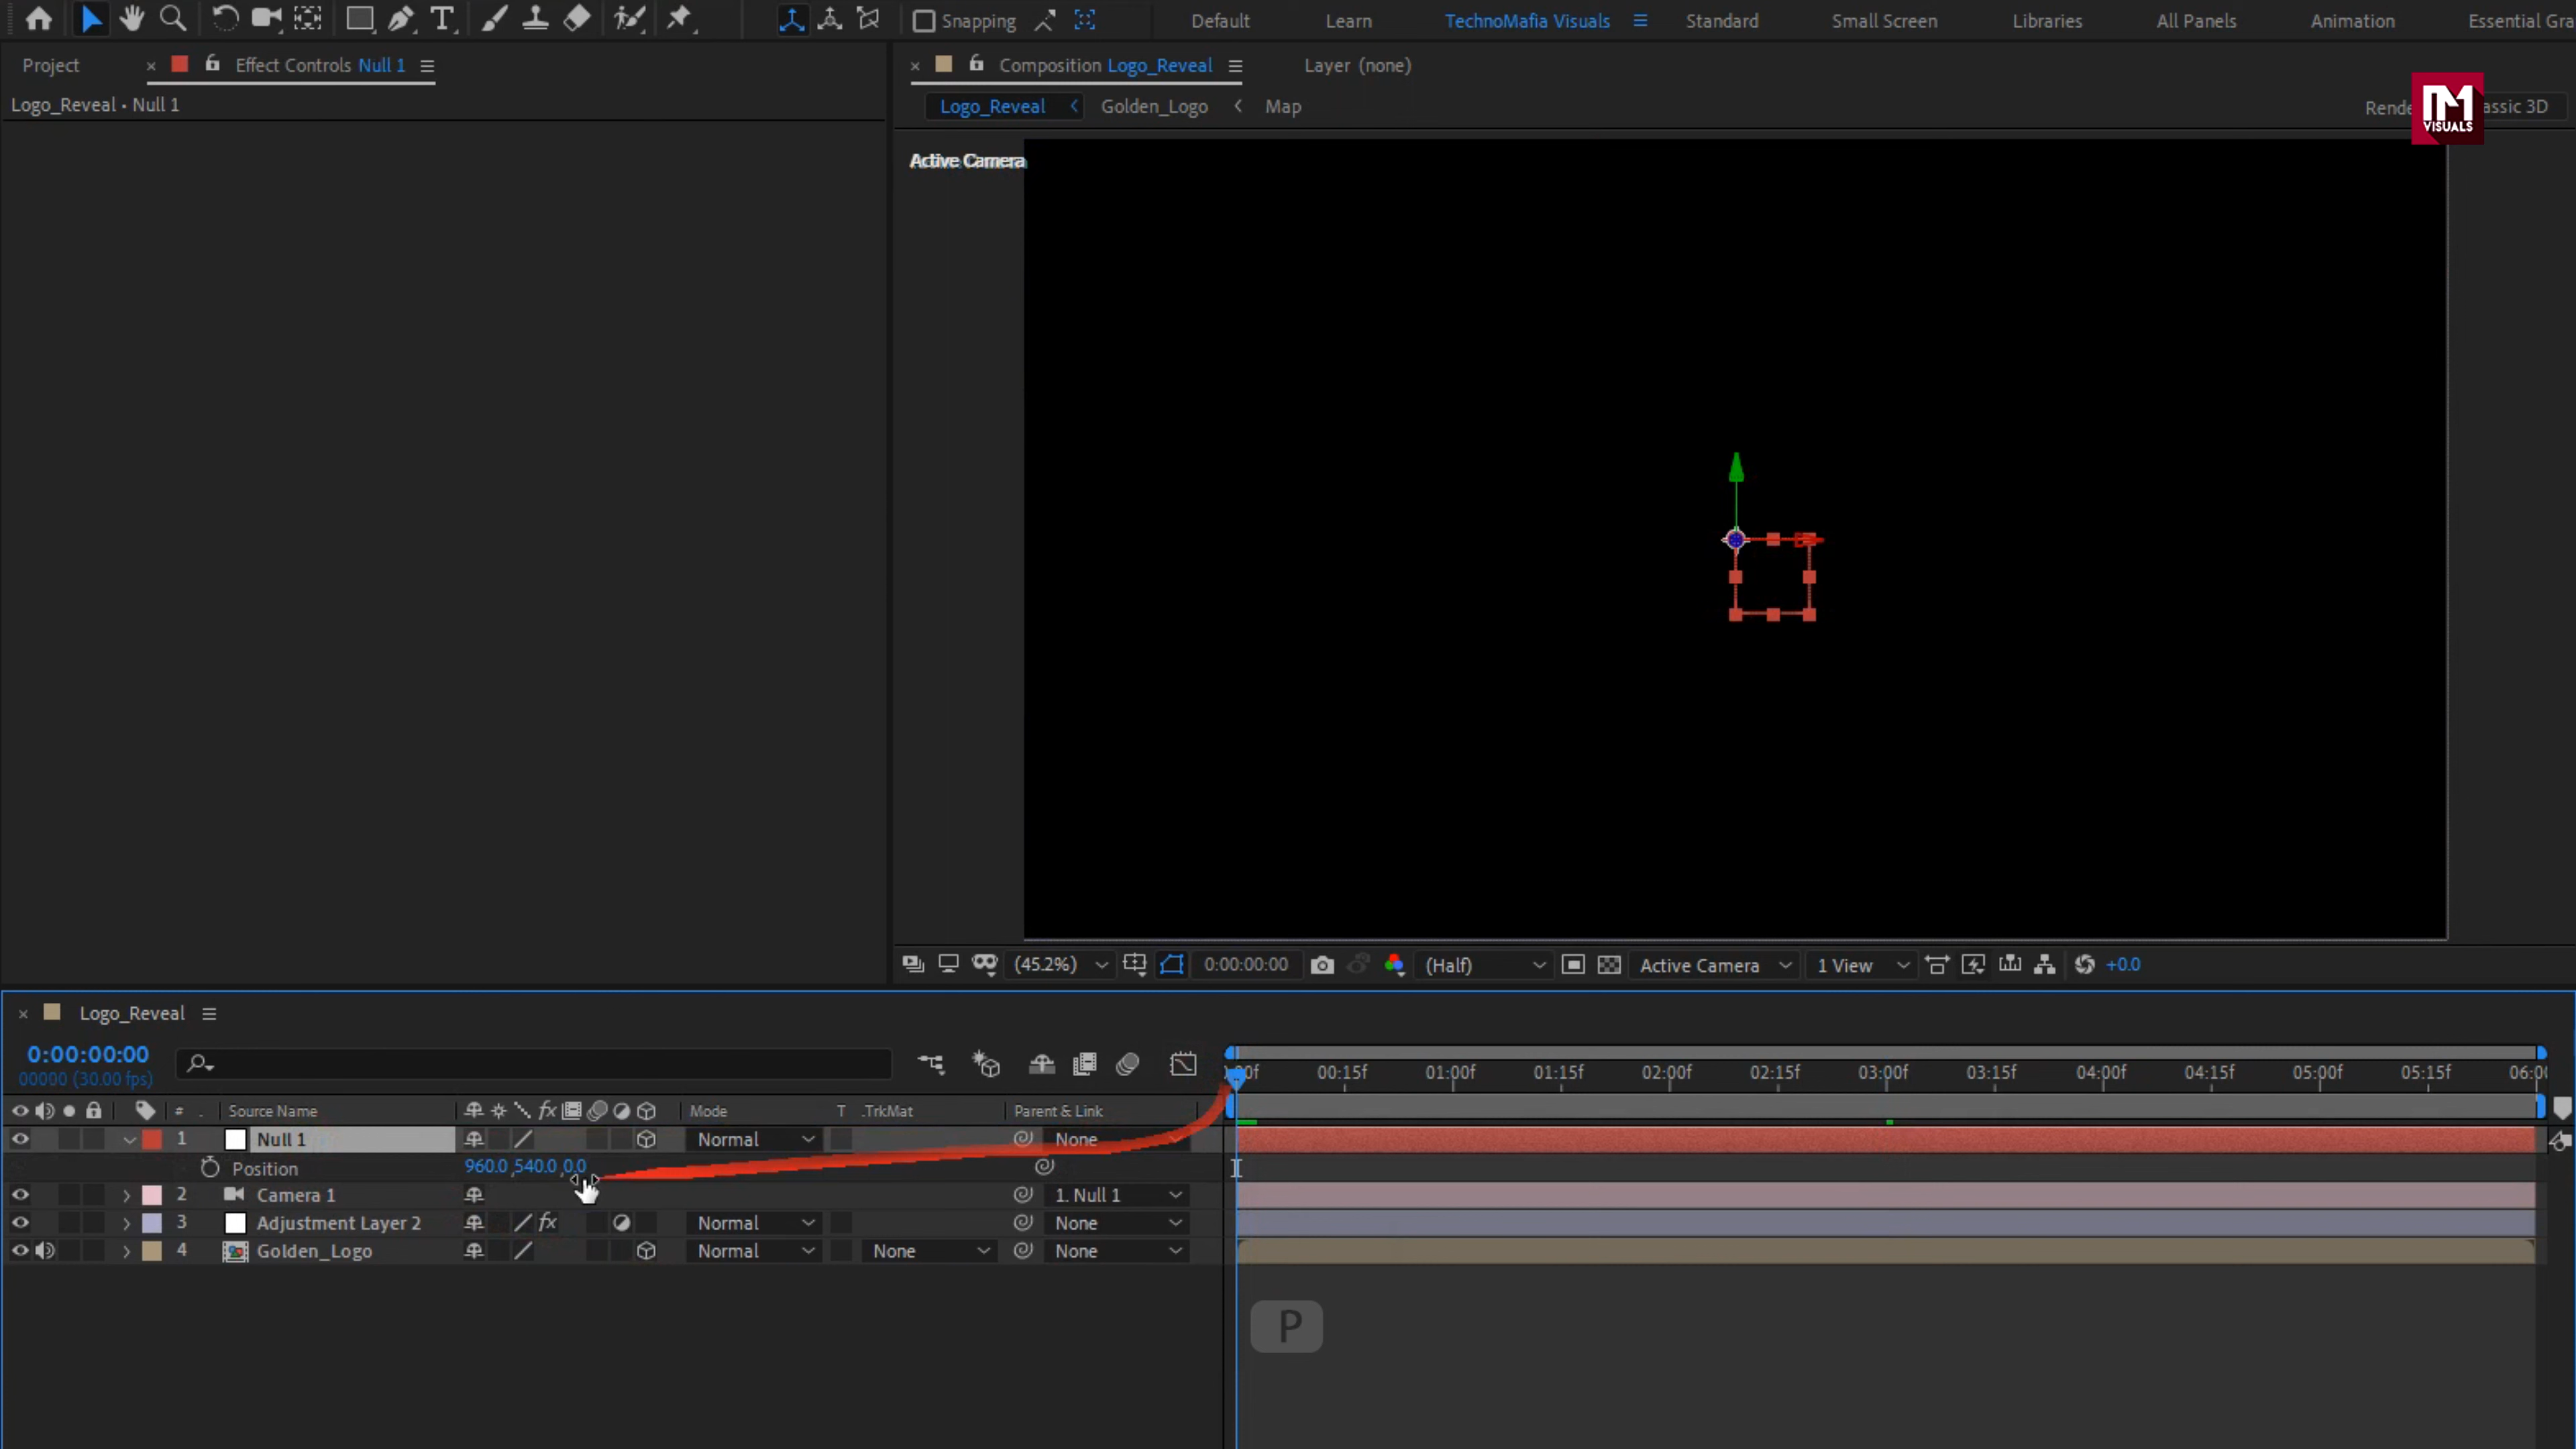 Snapping Default Learn TechnoMafia Visuals Standard Small Screen Libraries All Panels Animation Essential Gra
Project Effect Controls Null 1 Composition Logo_Reveal Layer (none)
Logo_Reveal • Null 1 Logo_Reveal Golden_Logo Map Rende assic 3D
VISUALS
Active Camera
(45.2%) 0:00:00:00 (Half) Active Camera 1 View +0.0
Logo_Reveal
0:00:00:00
00000 (30.00 fps)
00f 00:15f 01:00f 01:15f 02:00f 02:15f 03:00f 03:15f 04:00f 04:15f 05:00f 05:15f 06:00
# . Source Name fx Mode T .TrkMat Parent & Link
1 Null 1 Normal None
Position 960.0,540.0,0.0
2 Camera 1 1. Null 1
3 Adjustment Layer 2 fx Normal None
4 Golden_Logo Normal None None
P